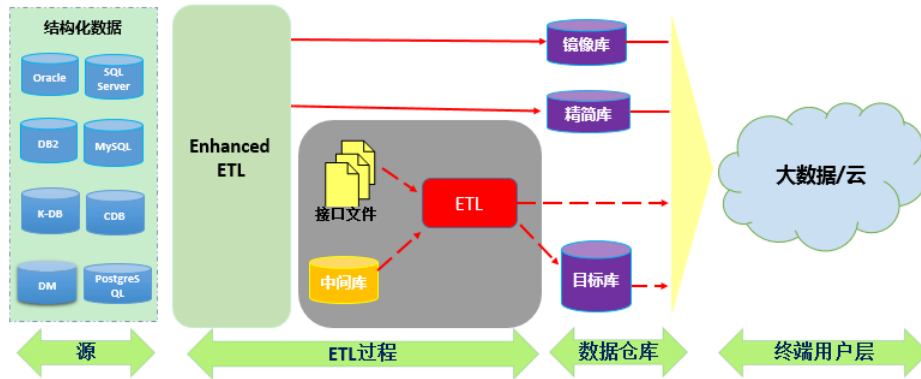 结构化数据
Oracle
SQL
Server
DB2
MySQL
K-DB
CDB
DM
PostgreS
QL
Enhanced
ETL
接口文件
中间库
ETL
镜像库
精简库
目标库
大数据/云
源
ETL过程
数据仓库
终端用户层